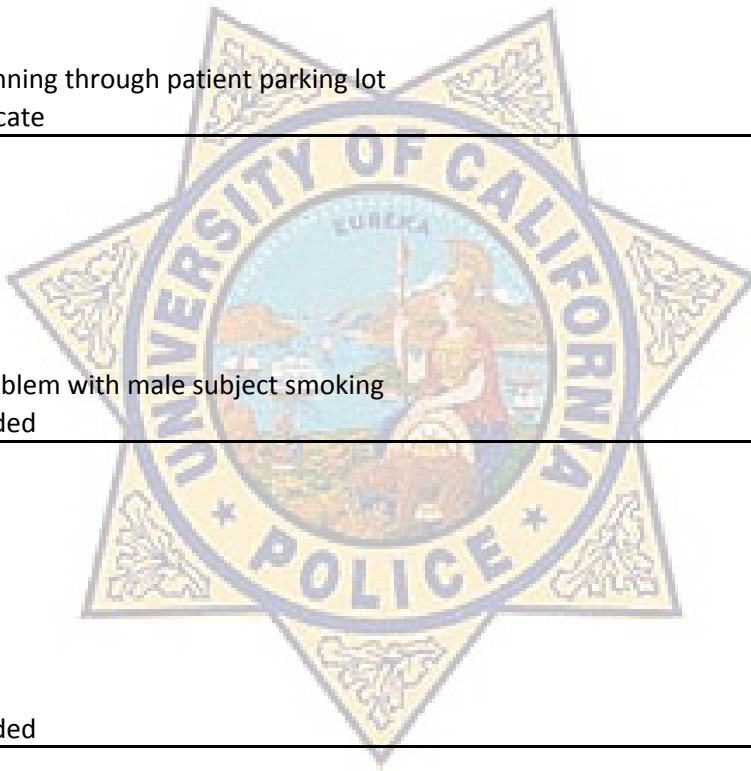 nning through patient parking lot
cate
UNIVERSITY OF CALIFORNIA
EUREKA
blem with male subject smoking
ded
POLICE
ded